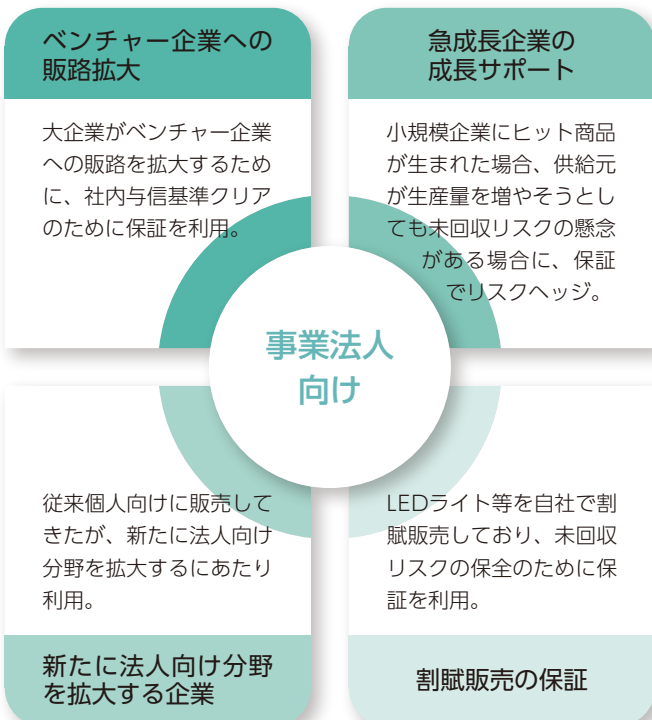 ベンチャー企業への
販路拡大
大企業がベンチャー企業
への販路を拡大するため
に、社内与信基準クリア
のために保証を利用。
急成長企業の
成長サポート
小規模企業にヒット商品
が生まれた場合、供給元
が生産量を増やそうとし
ても未回収リスクの懸念
がある場合に、保証
でリスクヘッジ。
事業法人
向け
従来個人向けに販売して
きたが、新たに法人向け
分野を拡大するにあたり
利用。
新たに法人向け分野
を拡大する企業
LEDライト等を自社で割
賦販売しており、未回収
リスクの保全のために保
証を利用。
割賦販売の保証